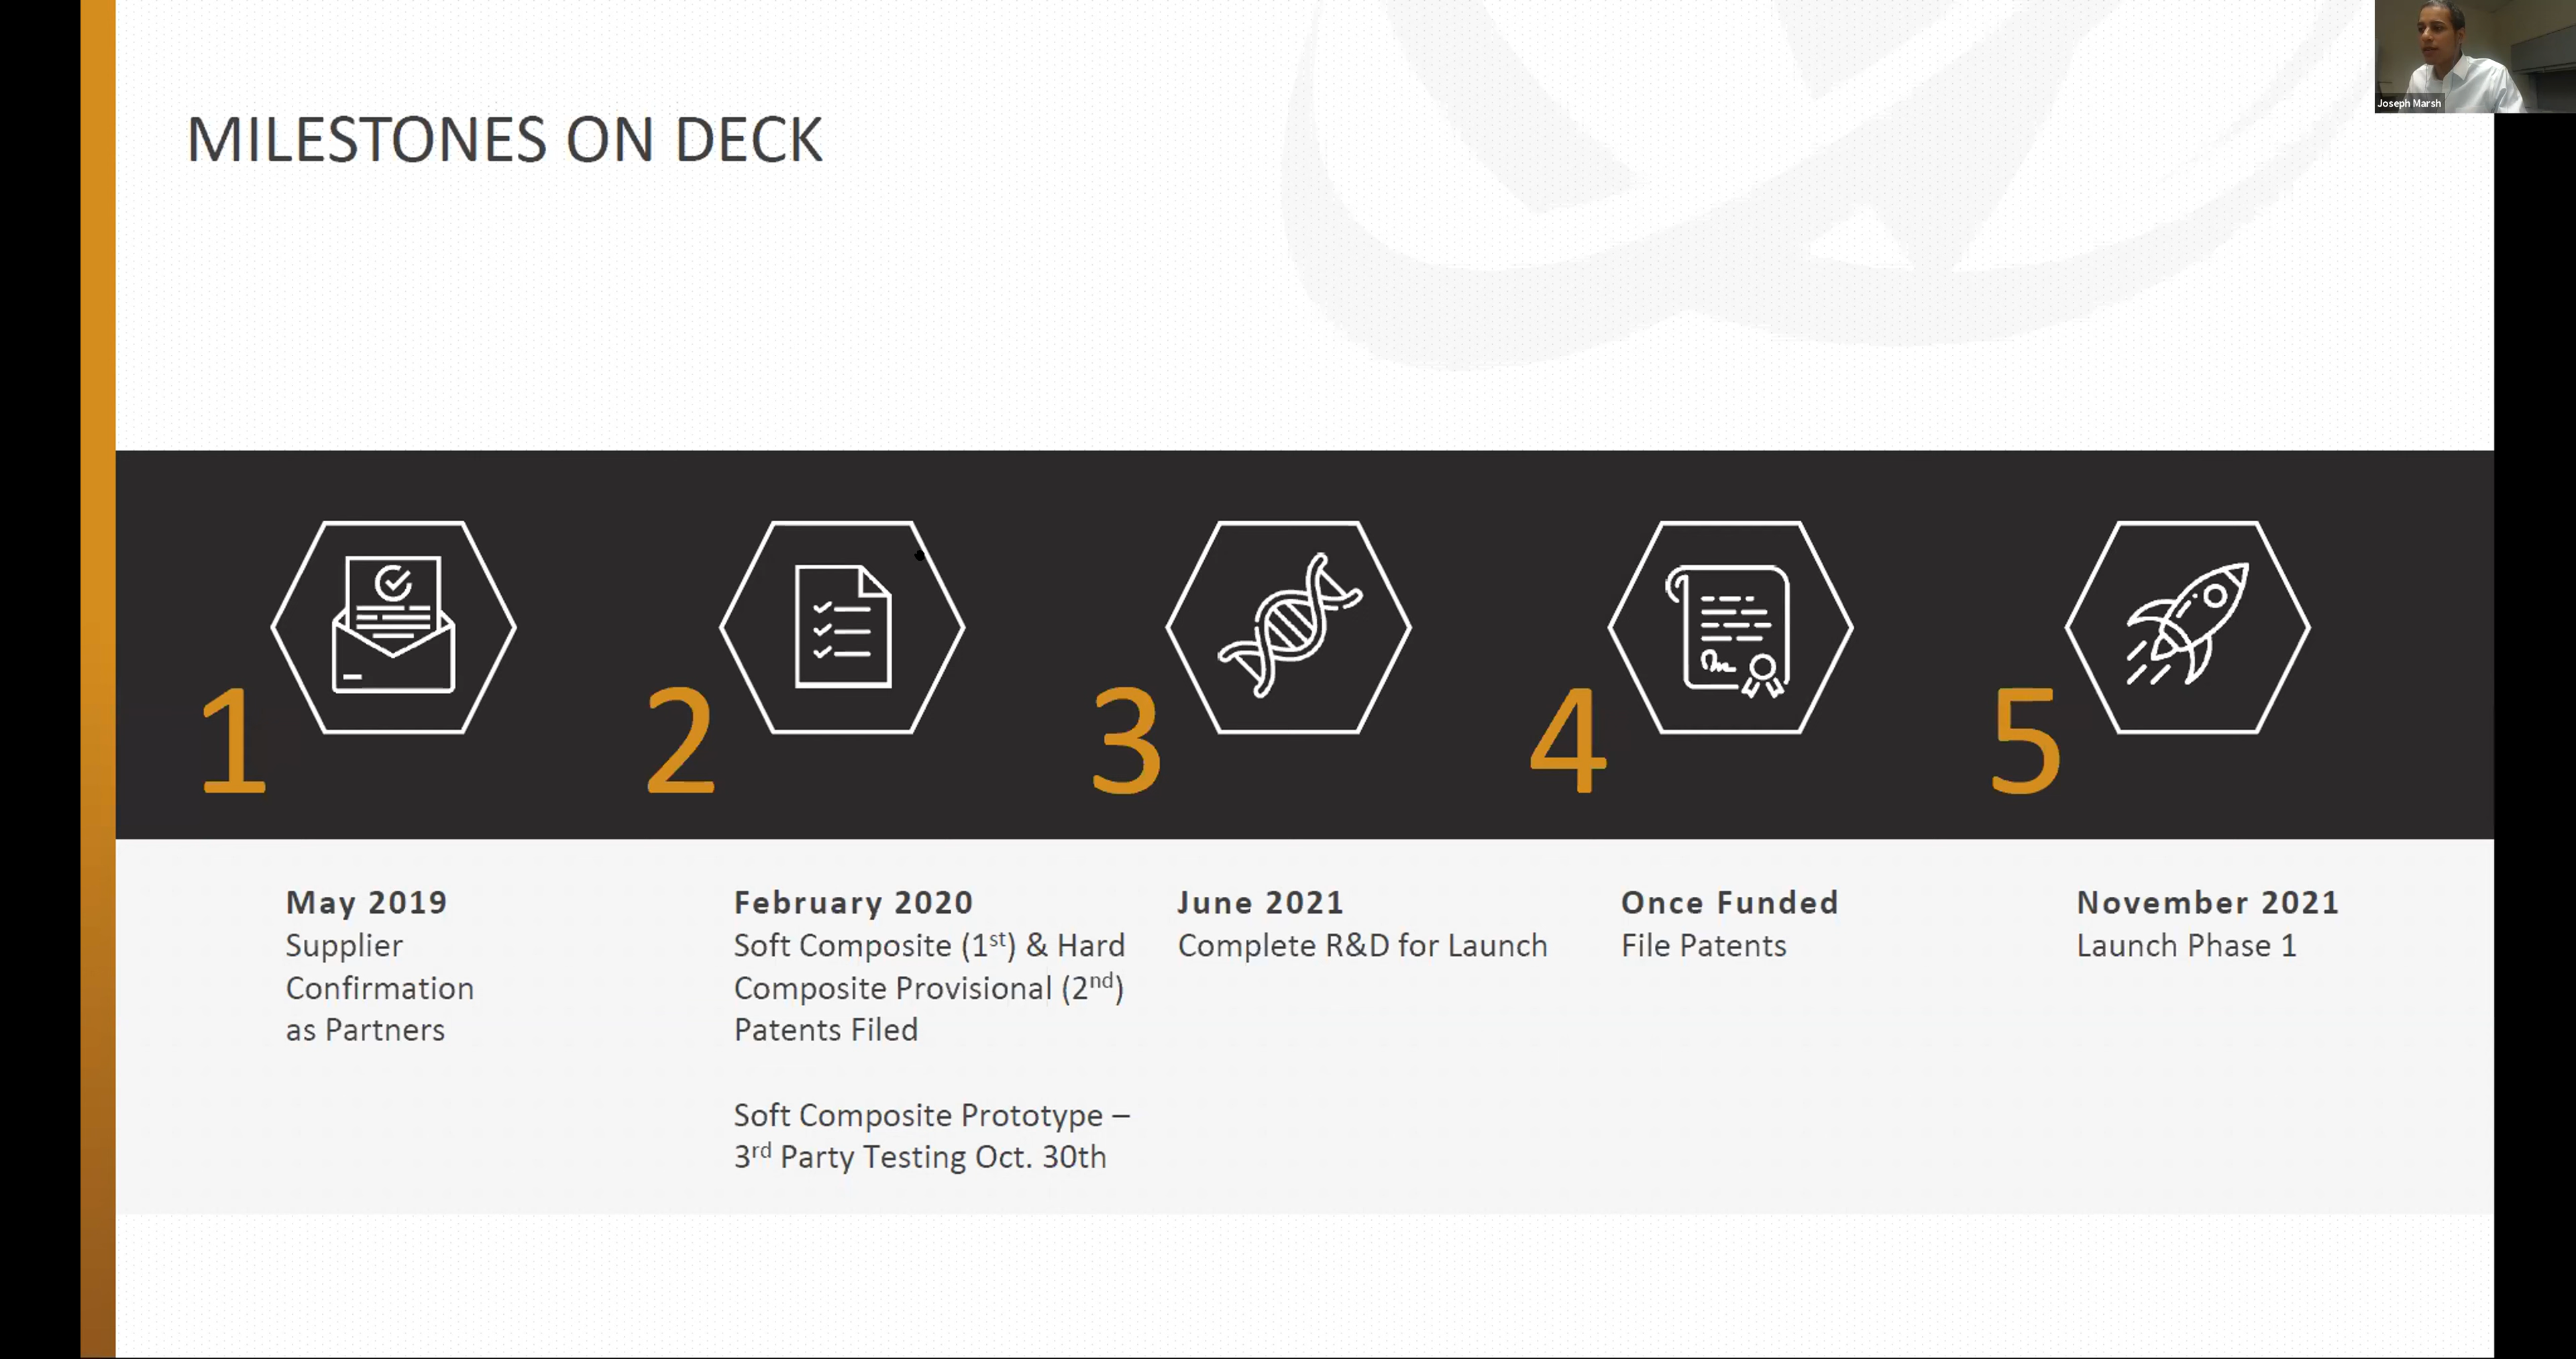 Joseph Marsh
MILESTONES ON DECK
1
2
3
4
5
May 2019
Supplier
Confirmation
as Partners
February 2020
Soft Composite (1st) & Hard
Composite Provisional (2nd)
Patents Filed
Soft Composite Prototype –
3rd Party Testing Oct. 30th
June 2021
Complete R&D for Launch
Once Funded
File Patents
November 2021
Launch Phase 1